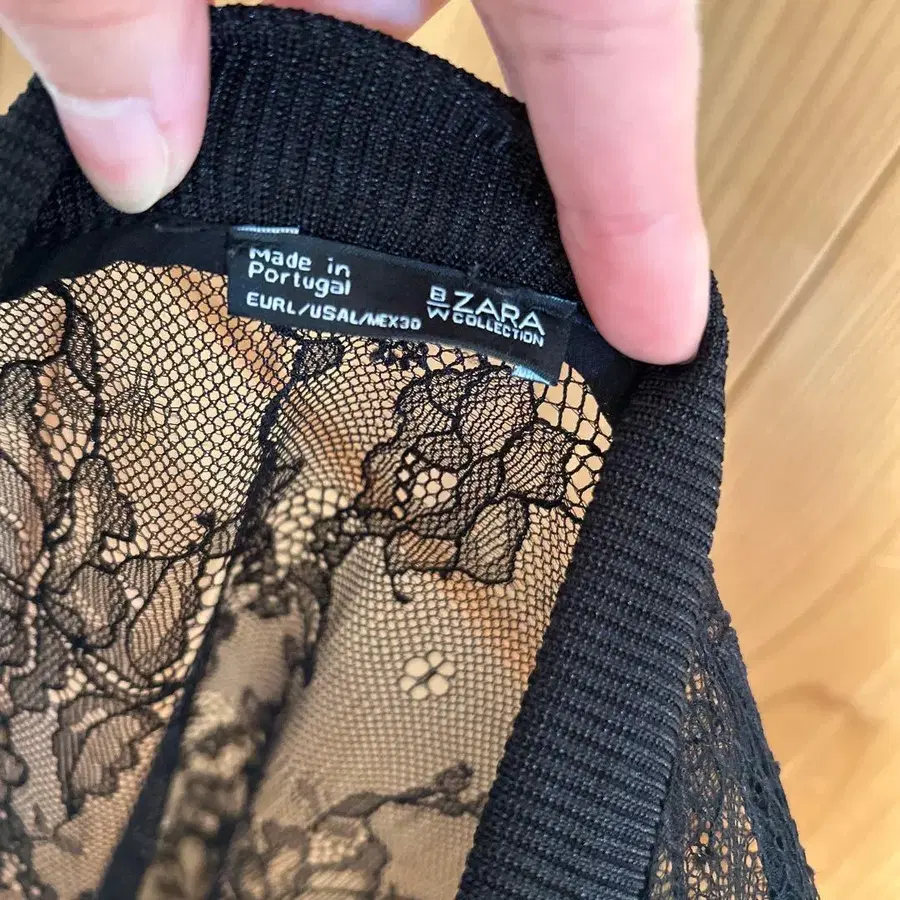 Made in
Portugal
EURL/USAL/MEX30
B/W ZARA
COLLECTION